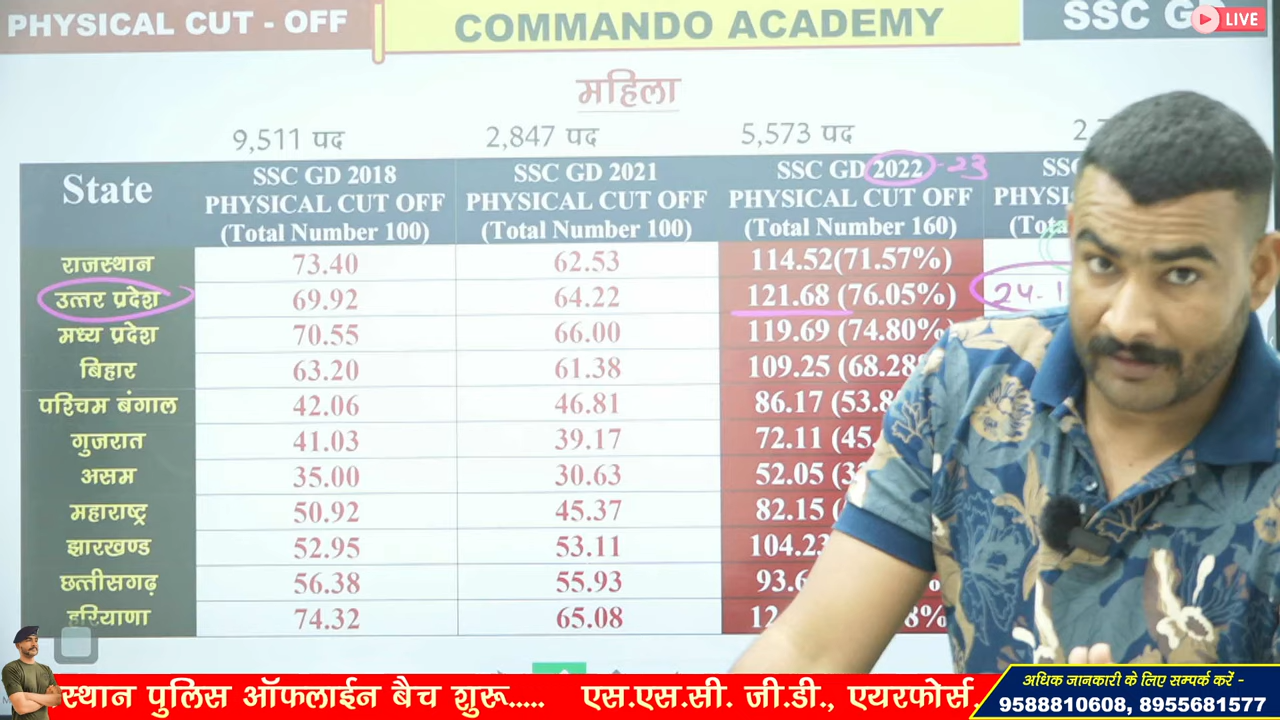 PHYSICAL CUT - OFF
COMMANDO ACADEMY
SSC
LIVE
महिला
9,511 पद
2,847 पद
5,573 पद
State
SSC GD 2018
PHYSICAL CUT OFF
(Total Number 100)
SSC GD 2021
PHYSICAL CUT OFF
(Total Number 100)
SSC GD 2022 - 23
PHYSICAL CUT OFF
(Total Number 160)
राजस्थान 73.40 62.53 114.52(71.57%)
उत्तर प्रदेश 69.92 64.22 121.68 (76.05%)
मध्य प्रदेश 70.55 66.00 119.69 (74.80%)
बिहार 63.20 61.38 109.25
पश्चिम बंगाल 42.06 46.81 86.17
गुजरात 41.03 39.17 72.11
असम 35.00 30.63 52.05
महाराष्ट्र 50.92 45.37 82.15
झारखण्ड 52.95 53.11 104.23
छत्तीसगढ़ 56.38 55.93
हरियाणा 74.32 65.08
पुलिस ऑफलाईन बैच शुरू..... एस.एस.सी. जी.डी., एयरफोर्स.
अधिक जानकारी के लिए सम्पर्क करें -
9588810608, 8955681577